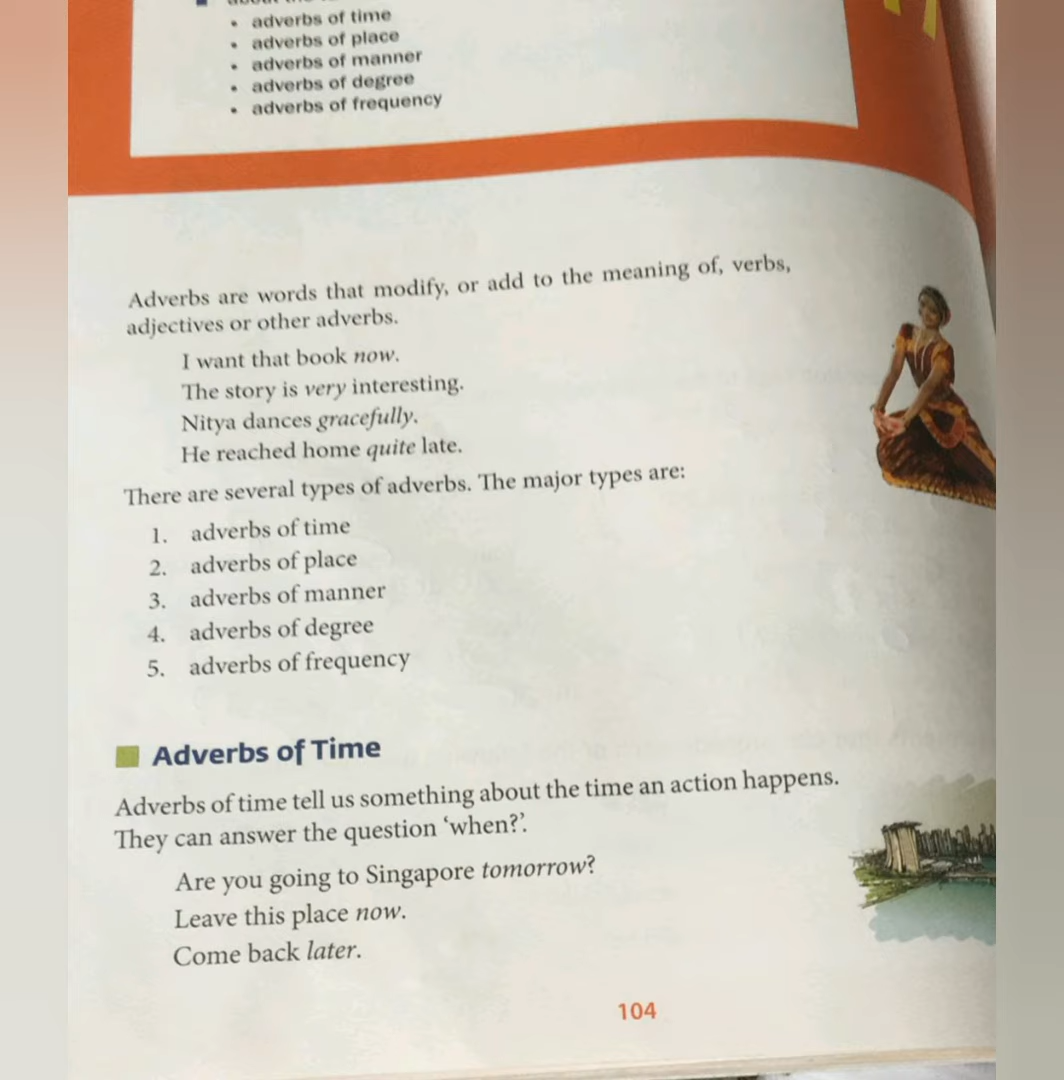 • adverbs of time
• adverbs of place
• adverbs of manner
• adverbs of degree
• adverbs of frequency
Adverbs are words that modify, or add to the meaning of, verbs,
adjectives or other adverbs.
I want that book now.
The story is very interesting.
Nitya dances gracefully.
He reached home quite late.
There are several types of adverbs. The major types are:
1. adverbs of time
2. adverbs of place
3. adverbs of manner
4. adverbs of degree
5. adverbs of frequency
Adverbs of Time
Adverbs of time tell us something about the time an action happens.
They can answer the question ‘when?’.
Are you going to Singapore tomorrow?
Leave this place now.
Come back later.
104